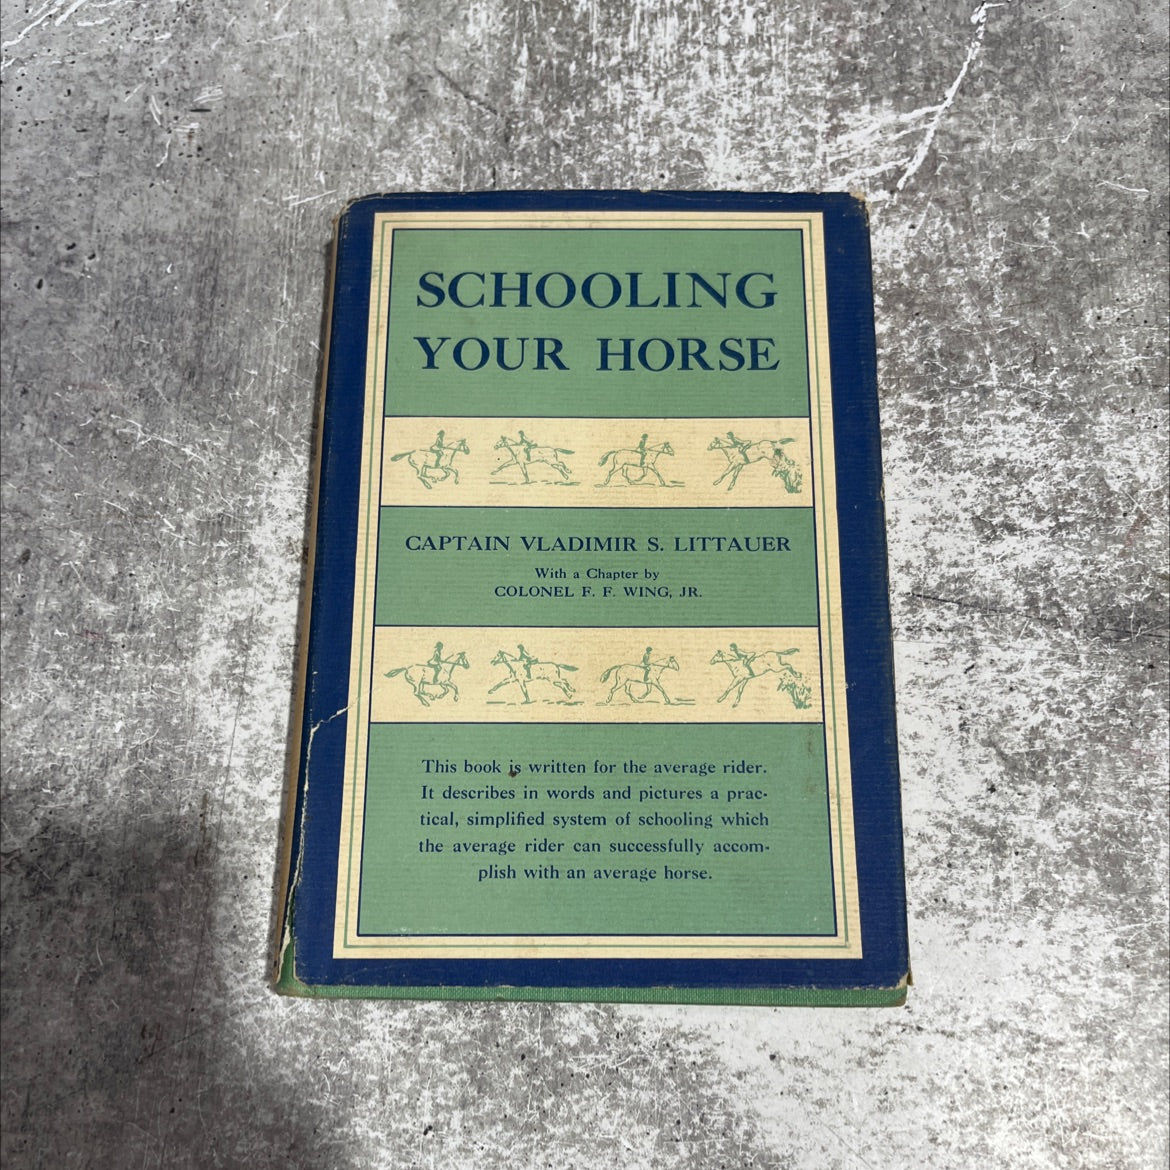 SCHOOLING
YOUR HORSE
CAPTAIN VLADIMIR S. LITTAUER
With a Chapter by
COLONEL F. F. WING, JR.
This book is written for the average rider.
It describes in words and pictures a prac-
tical, simplified system of schooling which
the average rider can successfully accom-
plish with an average horse.